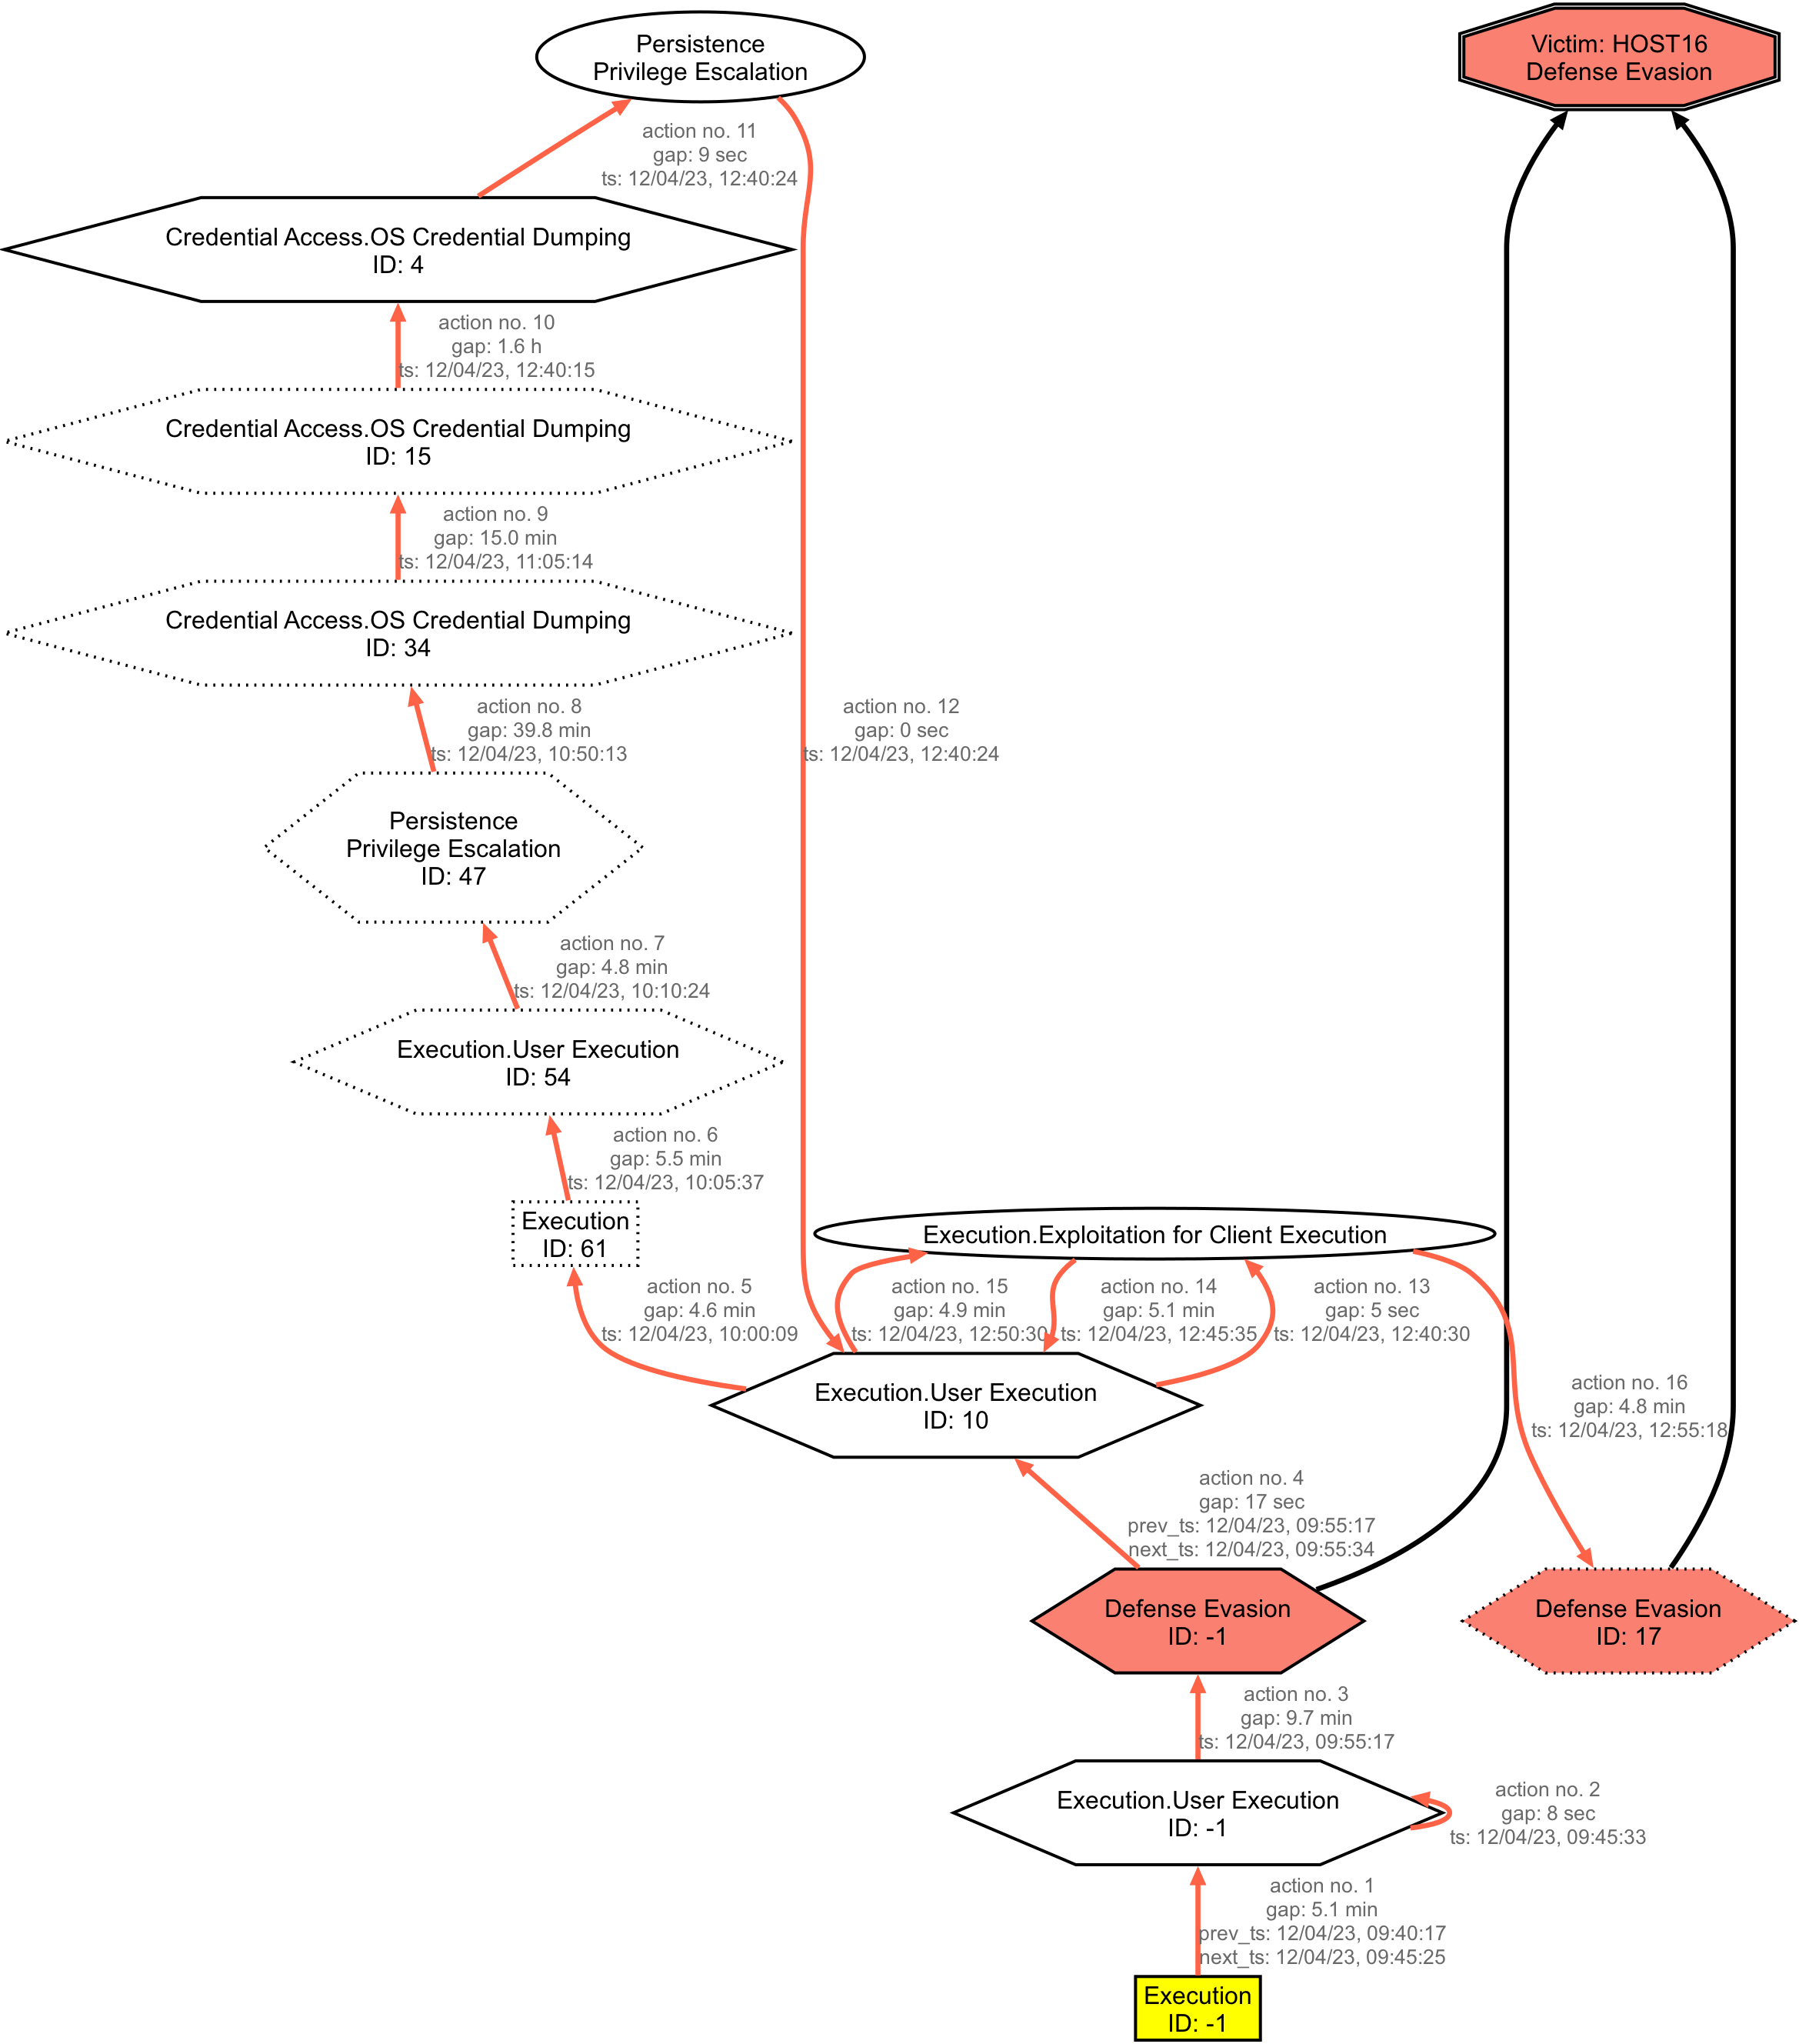 Persistence
Privilege Escalation
Victim: HOST16
Defense Evasion
action no. 11
gap: 9 sec
ts: 12/04/23, 12:40:24
Credential Access.OS Credential Dumping
ID: 4
action no. 10
gap: 1.6 h
ts: 12/04/23, 12:40:15
Credential Access.OS Credential Dumping
ID: 15
action no. 9
gap: 15.0 min
ts: 12/04/23, 11:05:14
Credential Access.OS Credential Dumping
ID: 34
action no. 8
gap: 39.8 min
ts: 12/04/23, 10:50:13
action no. 12
gap: 0 sec
ts: 12/04/23, 12:40:24
Persistence
Privilege Escalation
ID: 47
action no. 7
gap: 4.8 min
ts: 12/04/23, 10:10:24
Execution.User Execution
ID: 54
action no. 6
gap: 5.5 min
ts: 12/04/23, 10:05:37
Execution
ID: 61
Execution.Exploitation for Client Execution
action no. 5
gap: 4.6 min
ts: 12/04/23, 10:00:09
action no. 15
gap: 4.9 min
ts: 12/04/23, 12:50:30
action no. 14
gap: 5.1 min
ts: 12/04/23, 12:45:35
action no. 13
gap: 5 sec
ts: 12/04/23, 12:40:30
Execution.User Execution
ID: 10
action no. 16
gap: 4.8 min
ts: 12/04/23, 12:55:18
action no. 4
gap: 17 sec
prev_ts: 12/04/23, 09:55:17
next_ts: 12/04/23, 09:55:34
Defense Evasion
ID: -1
Defense Evasion
ID: 17
action no. 3
gap: 9.7 min
ts: 12/04/23, 09:55:17
Execution.User Execution
ID: -1
action no. 2
gap: 8 sec
ts: 12/04/23, 09:45:33
action no. 1
gap: 5.1 min
prev_ts: 12/04/23, 09:40:17
next_ts: 12/04/23, 09:45:25
Execution
ID: -1